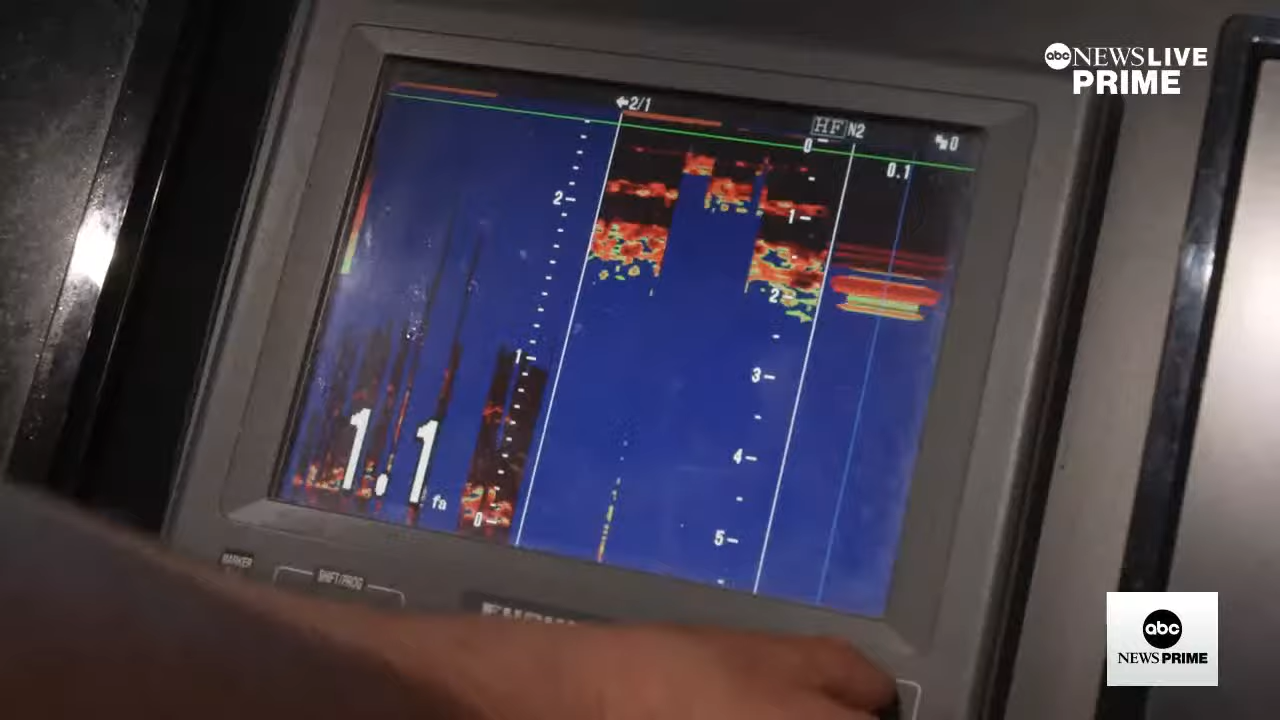 abc NEWS LIVE
PRIME
2/1
HF N2
0
0
0.1
2
1
2
1
3
4
5
0
1.1 fa
MARKER
SHIFT/PROG
abc
NEWS PRIME